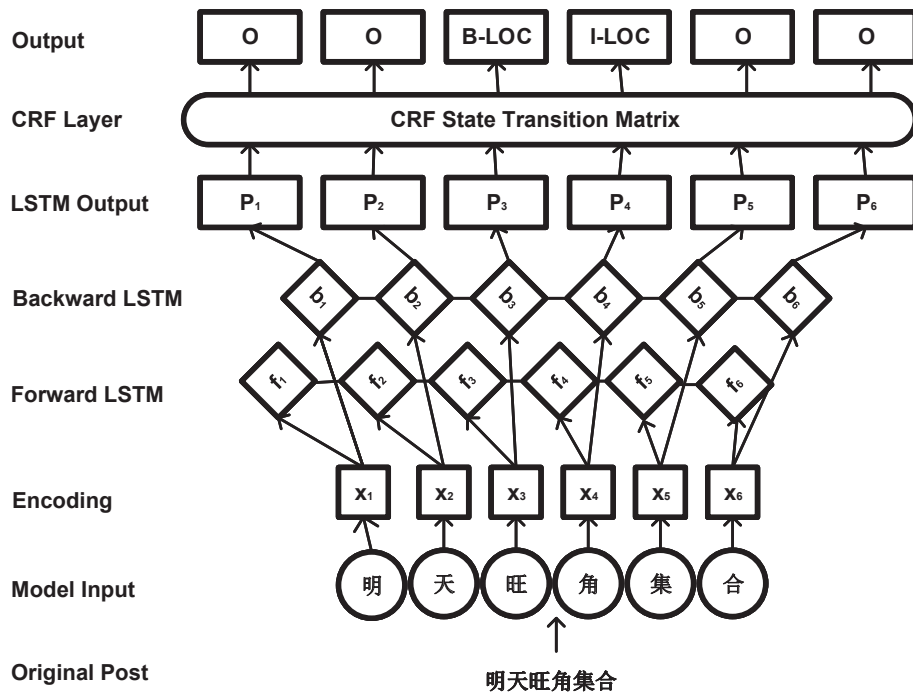 Output O O B-LOC I-LOC O O
CRF Layer CRF State Transition Matrix
LSTM Output P1 P2 P3 P4 P5 P6
Backward LSTM b1 b2 b3 b4 b5 b6
Forward LSTM f1 f2 f3 f4 f5 f6
Encoding x1 x2 x3 x4 x5 x6
Model Input 明 天 旺 角 集 合
Original Post 明天旺角集合